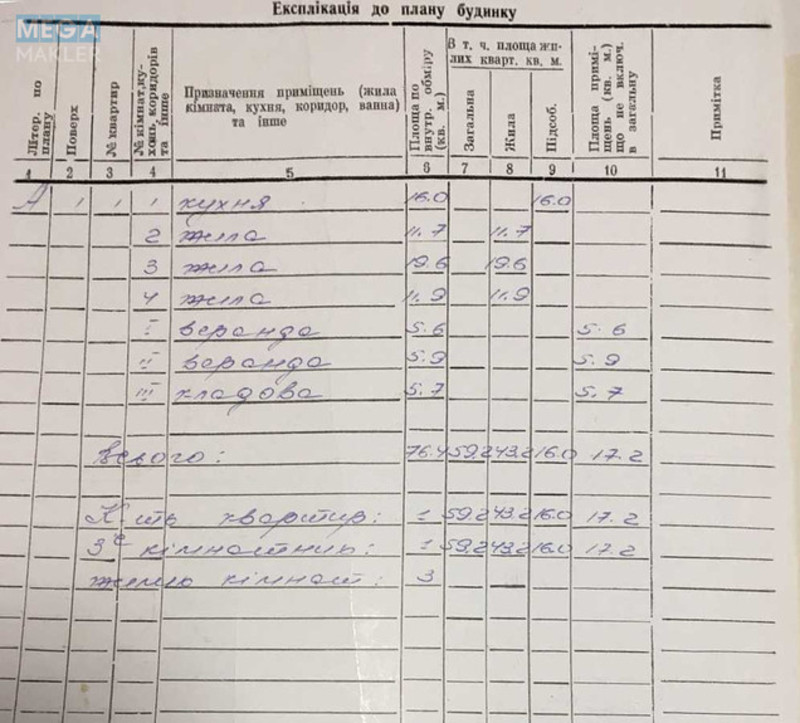 Експлікація до плану будинку
MEGA
MAKLER
Літер. по плану
Поверх
№ квартир
№ кімнат, кухонь, коридорів та інше
Призначення приміщень (жила кімната, кухня, коридор, ванна) та інше
Площа по внутр. обміру (кв. м.)
В т. ч. площа жилих кварт. кв. м.
Загальна
Жила
Підсоб.
Площа приміщень (кв. м.) що не включ. в загальну
Примітка
1 2 3 4 5 6 7 8 9 10 11
А 1 1 1 кухня 16.0 16.0
2 жила 11.7 11.7
3 жила 19.6 19.6
4 жила 11.9 11.9
I веранда 5.6 5.6
II веранда 5.9 5.9
III кладова 5.7 5.7
Всього: 76.4 59.2 43.2 16.0 17.2
К-ть квартир: 1 59.2 43.2 16.0 17.2
3х кімнатних: 1 59.2 43.2 16.0 17.2
жилих кімнат: 3